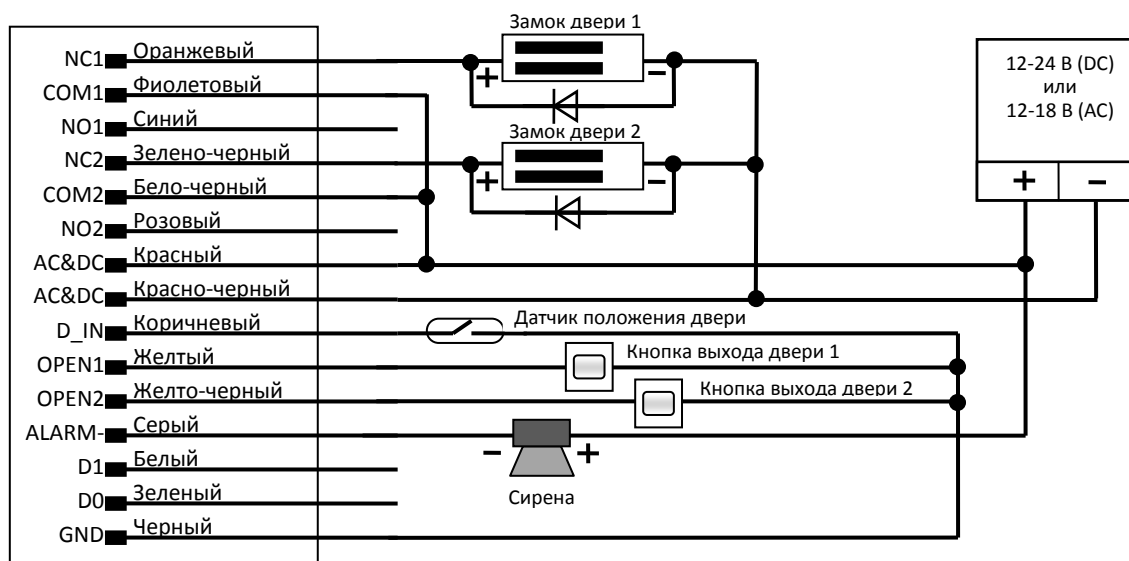 Замок двери 1
NC1 Оранжевый
+ −
12-24 В (DC)
или
12-18 В (AC)
COM1 Фиолетовый
NO1 Синий
Замок двери 2
NC2 Зелено-черный
+ −
+ −
COM2 Бело-черный
NO2 Розовый
AC&DC Красный
AC&DC Красно-черный
D_IN Коричневый
Датчик положения двери
OPEN1 Желтый
Кнопка выхода двери 1
OPEN2 Желто-черный
Кнопка выхода двери 2
ALARM- Серый
− +
D1 Белый
Сирена
D0 Зеленый
GND Черный